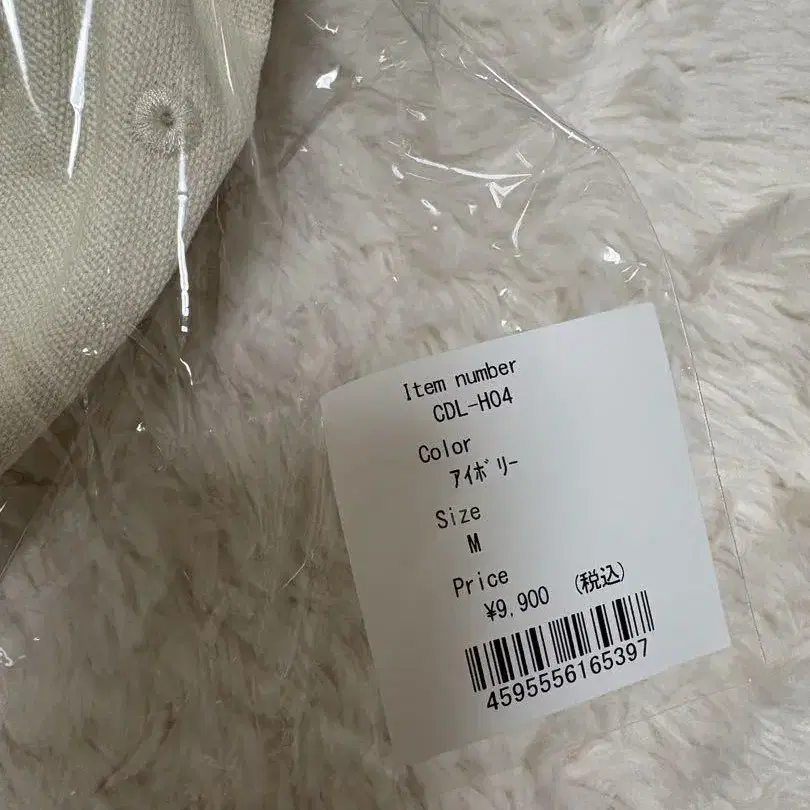 Item number
CDL-H04
Color
ｱｲﾎﾞﾘｰ
Size
M
Price
¥9,900 (税込)
4595556165397